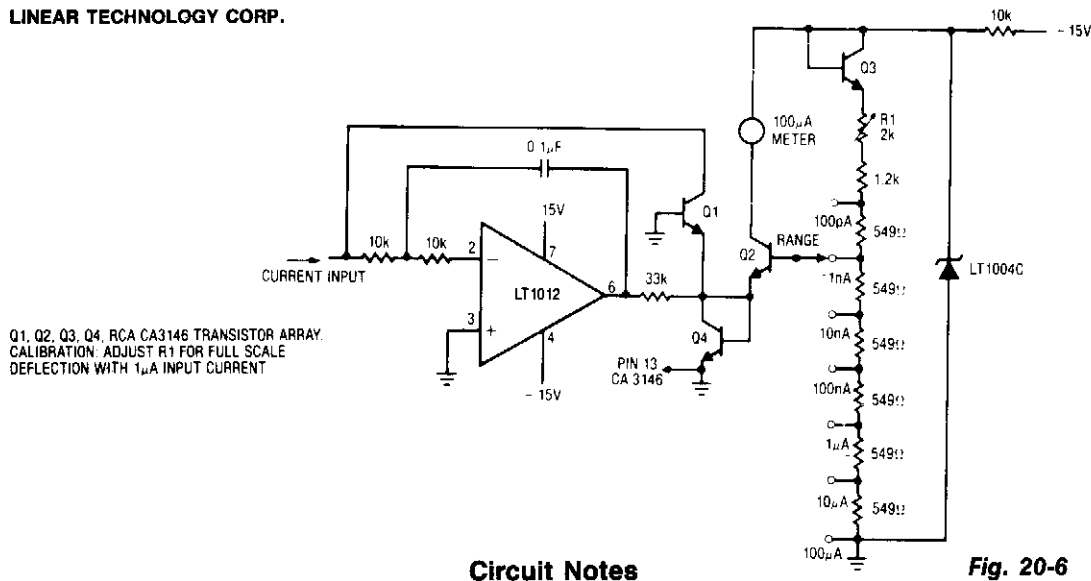 LINEAR TECHNOLOGY CORP.
10k
- 15V
Q3
R1
2k
100µA
METER
0 1µF
1.2k
Q1
100pA
549Ω
15V
10k
10k
2
7
Q2
RANGE
1nA
LT1004C
CURRENT INPUT
−
LT1012
6
33k
549Ω
10nA
3
+
4
Q4
549Ω
Q1, Q2, Q3, Q4, RCA CA3146 TRANSISTOR ARRAY.
CALIBRATION: ADJUST R1 FOR FULL SCALE
DEFLECTION WITH 1µA INPUT CURRENT
PIN 13
CA 3146
- 15V
100nA
549Ω
1µA
549Ω
10µA
549Ω
100µA
Circuit Notes
Fig. 20-6